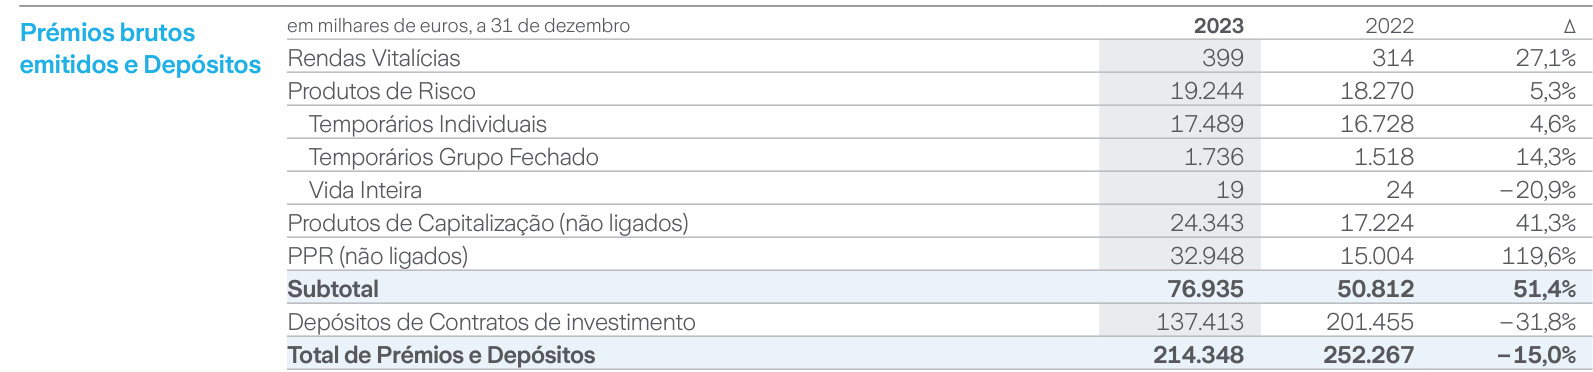 Prémios brutos
emitidos e Depósitos
em milhares de euros, a 31 de dezembro 2023 2022 Δ
Rendas Vitalícias 399 314 27,1%
Produtos de Risco 19.244 18.270 5,3%
Temporários Individuais 17.489 16.728 4,6%
Temporários Grupo Fechado 1.736 1.518 14,3%
Vida Inteira 19 24 –20,9%
Produtos de Capitalização (não ligados) 24.343 17.224 41,3%
PPR (não ligados) 32.948 15.004 119,6%
Subtotal 76.935 50.812 51,4%
Depósitos de Contratos de investimento 137.413 201.455 –31,8%
Total de Prémios e Depósitos 214.348 252.267 –15,0%